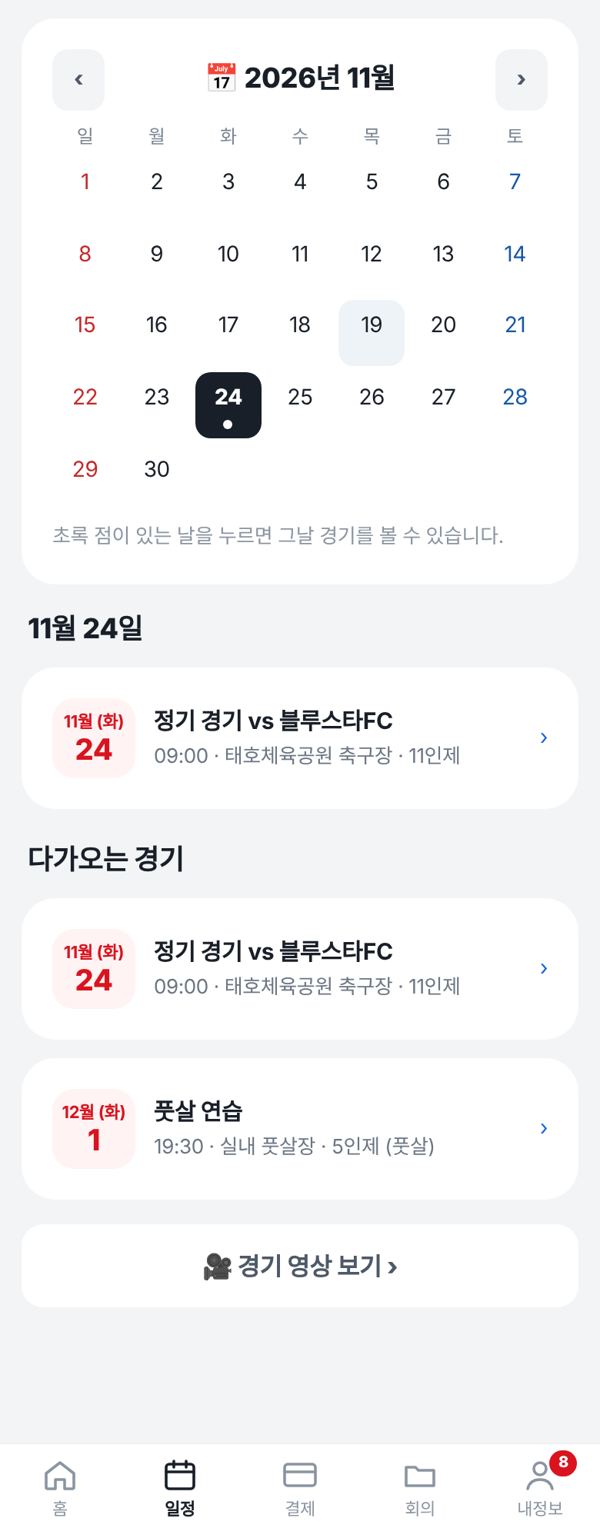 ‹
July
17
2026년 11월
›
일 월 화 수 목 금 토
1 2 3 4 5 6 7
8 9 10 11 12 13 14
15 16 17 18 19 20 21
22 23 24 25 26 27 28
29 30
초록 점이 있는 날을 누르면 그날 경기를 볼 수 있습니다.
11월 24일
11월 (화)
24
정기 경기 vs 블루스타FC
09:00 · 태호체육공원 축구장 · 11인제
›
다가오는 경기
11월 (화)
24
정기 경기 vs 블루스타FC
09:00 · 태호체육공원 축구장 · 11인제
›
12월 (화)
1
풋살 연습
19:30 · 실내 풋살장 · 5인제 (풋살)
›
🎥 경기 영상 보기 ›
홈
일정
결제
회의
8
내정보